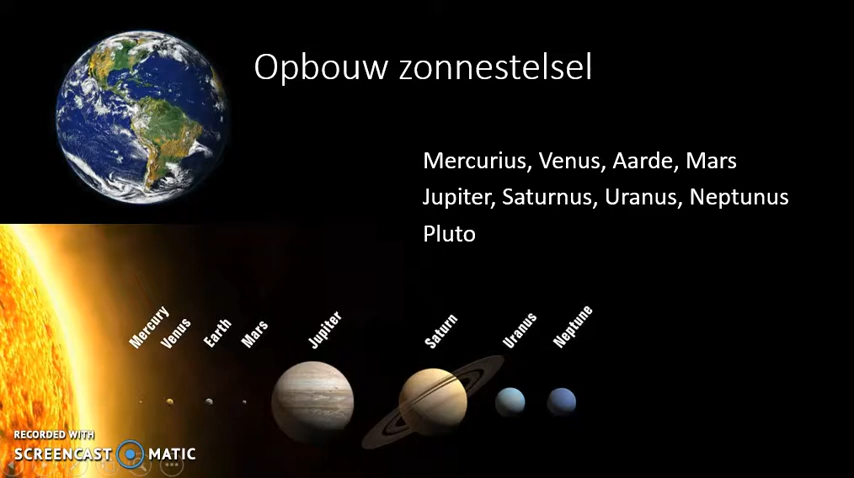 Opbouw zonnestelsel
Mercurius, Venus, Aarde, Mars
Jupiter, Saturnus, Uranus, Neptunus
Pluto
Mercury
Venus
Earth
Mars
Jupiter
Saturn
Uranus
Neptune
RECORDED WITH
SCREENCAST MATIC